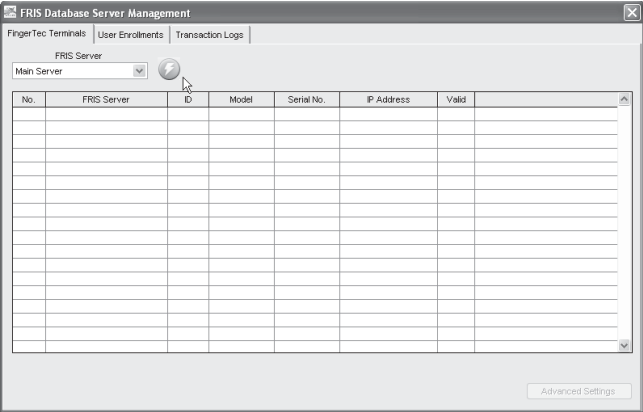 FRIS Database Server Management
FingerTec Terminals User Enrollments Transaction Logs
FRIS Server
Main Server
No. FRIS Server ID Model Serial No. IP Address Valid
Advanced Settings